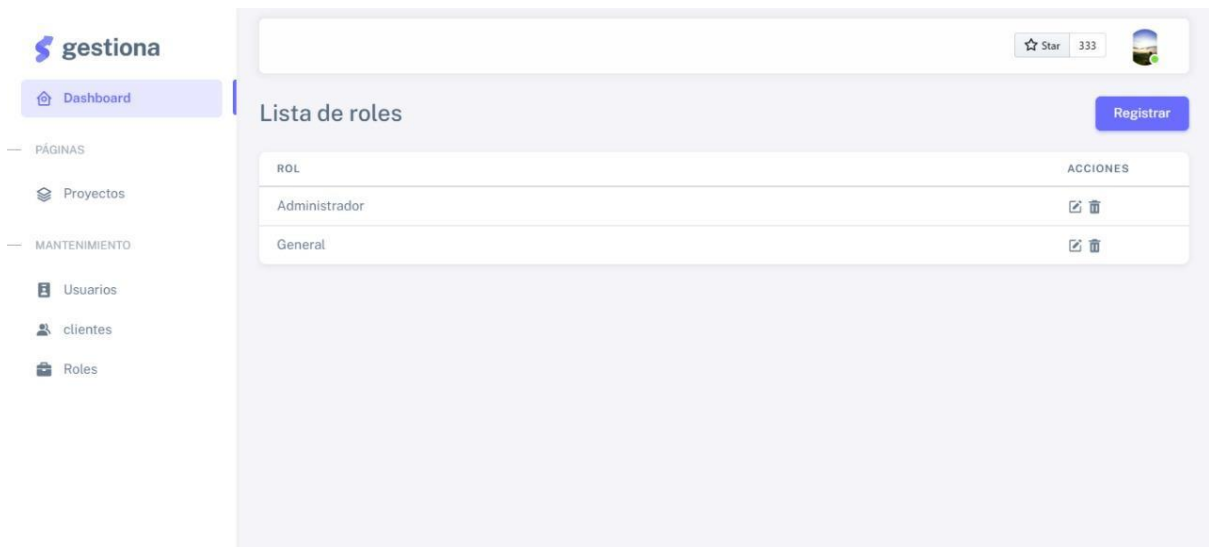 gestiona
Star 333
Dashboard
Lista de roles
Registrar
PÁGINAS
ROL ACCIONES
Proyectos
Administrador
MANTENIMIENTO
General
Usuarios
clientes
Roles